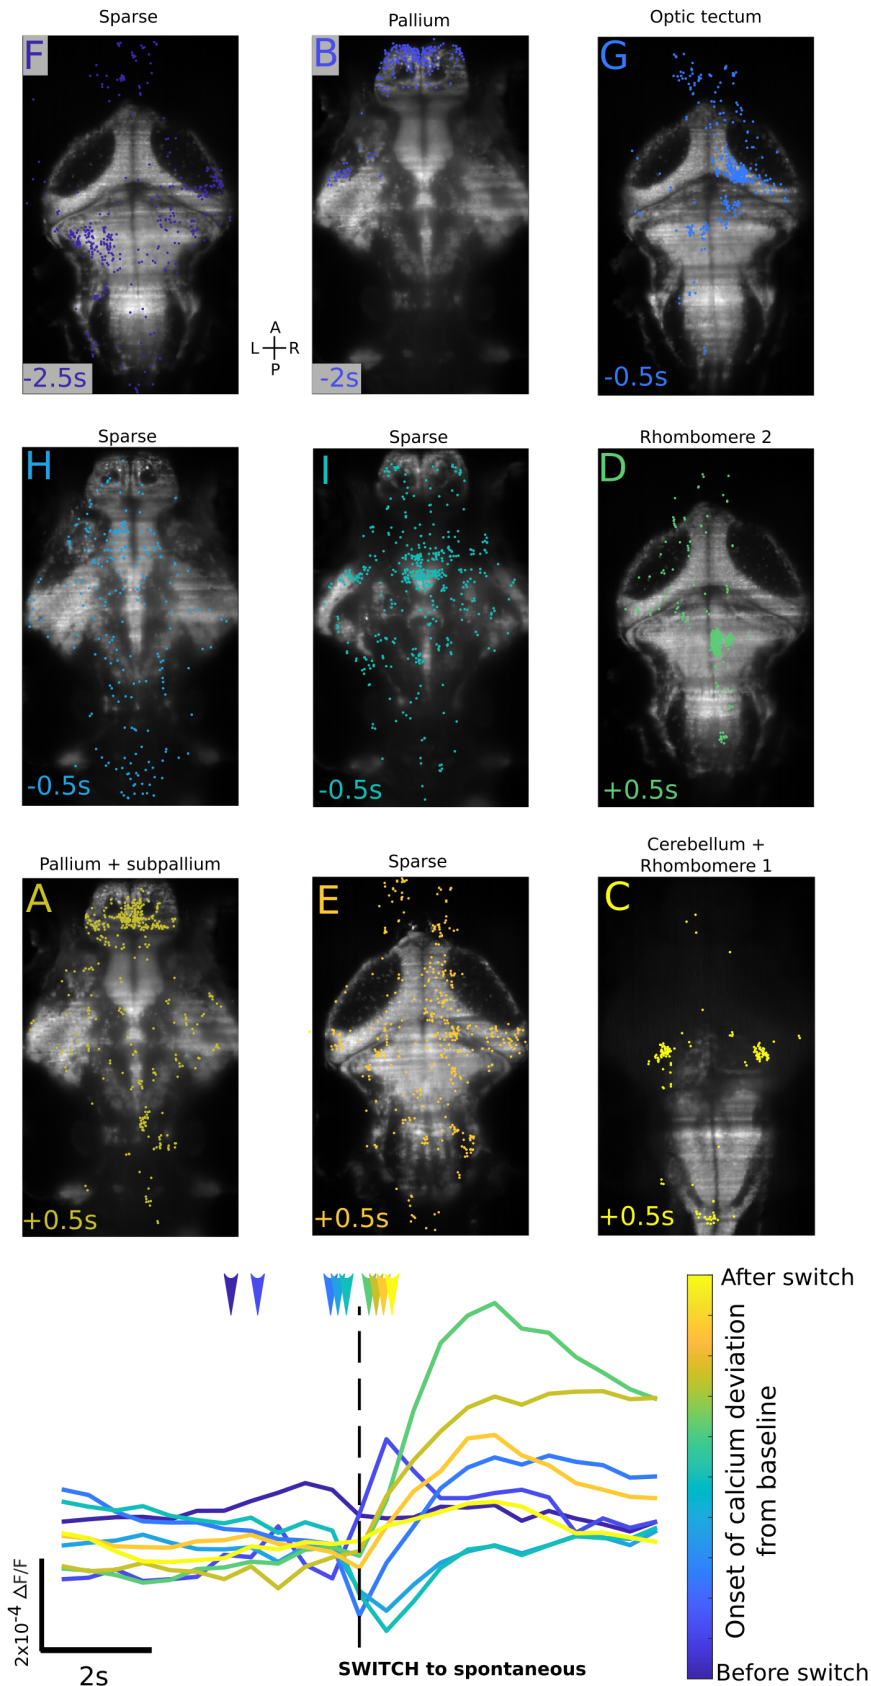 Sparse
Pallium
Optic tectum
F
B
G
-2.5s
-2s
-0.5s
A
L R
P
Sparse
Sparse
Rhombomere 2
H
I
D
-0.5s
-0.5s
+0.5s
Pallium + subpallium
Sparse
Cerebellum +
Rhombomere 1
A
E
C
+0.5s
+0.5s
+0.5s
After switch
Onset of calcium deviation
from baseline
Before switch
2x10⁻⁴ △F/F
2s
SWITCH to spontaneous